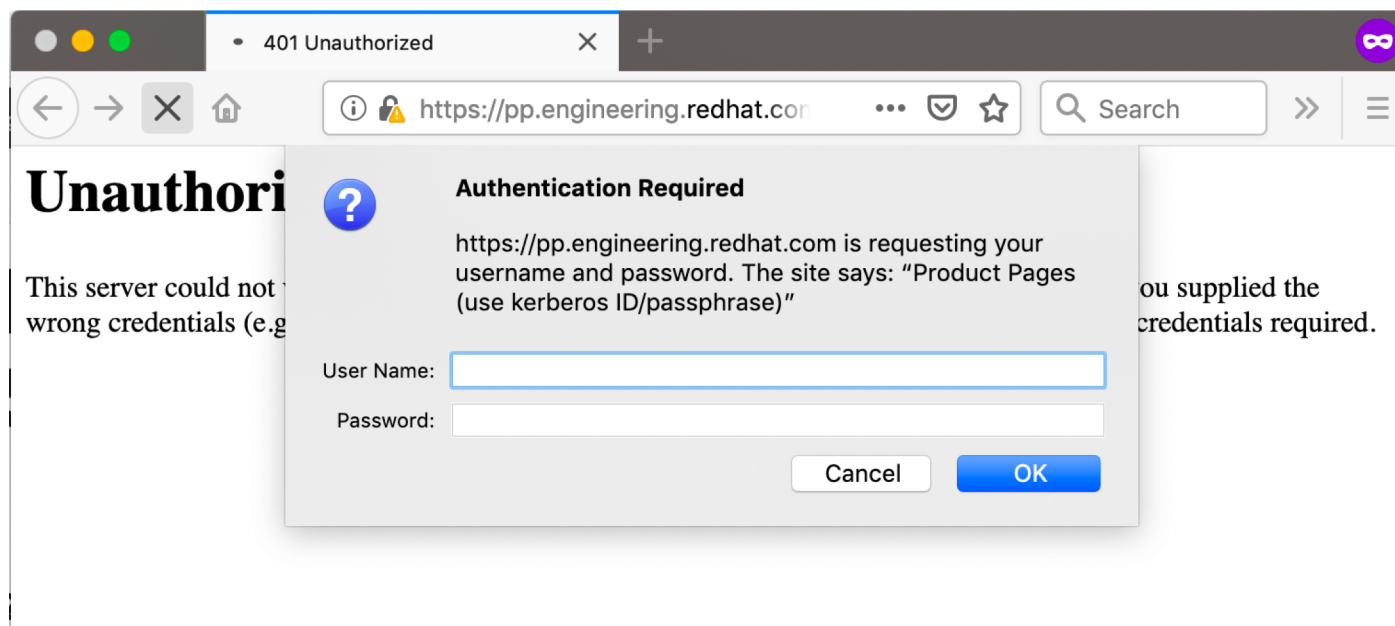 401 Unauthorized
https://pp.engineering.redhat.com
Search
Unauthori
Authentication Required
https://pp.engineering.redhat.com is requesting your
username and password. The site says: “Product Pages
(use kerberos ID/passphrase)”
This server could not
ou supplied the
wrong credentials (e.g
credentials required.
User Name:
Password:
Cancel
OK